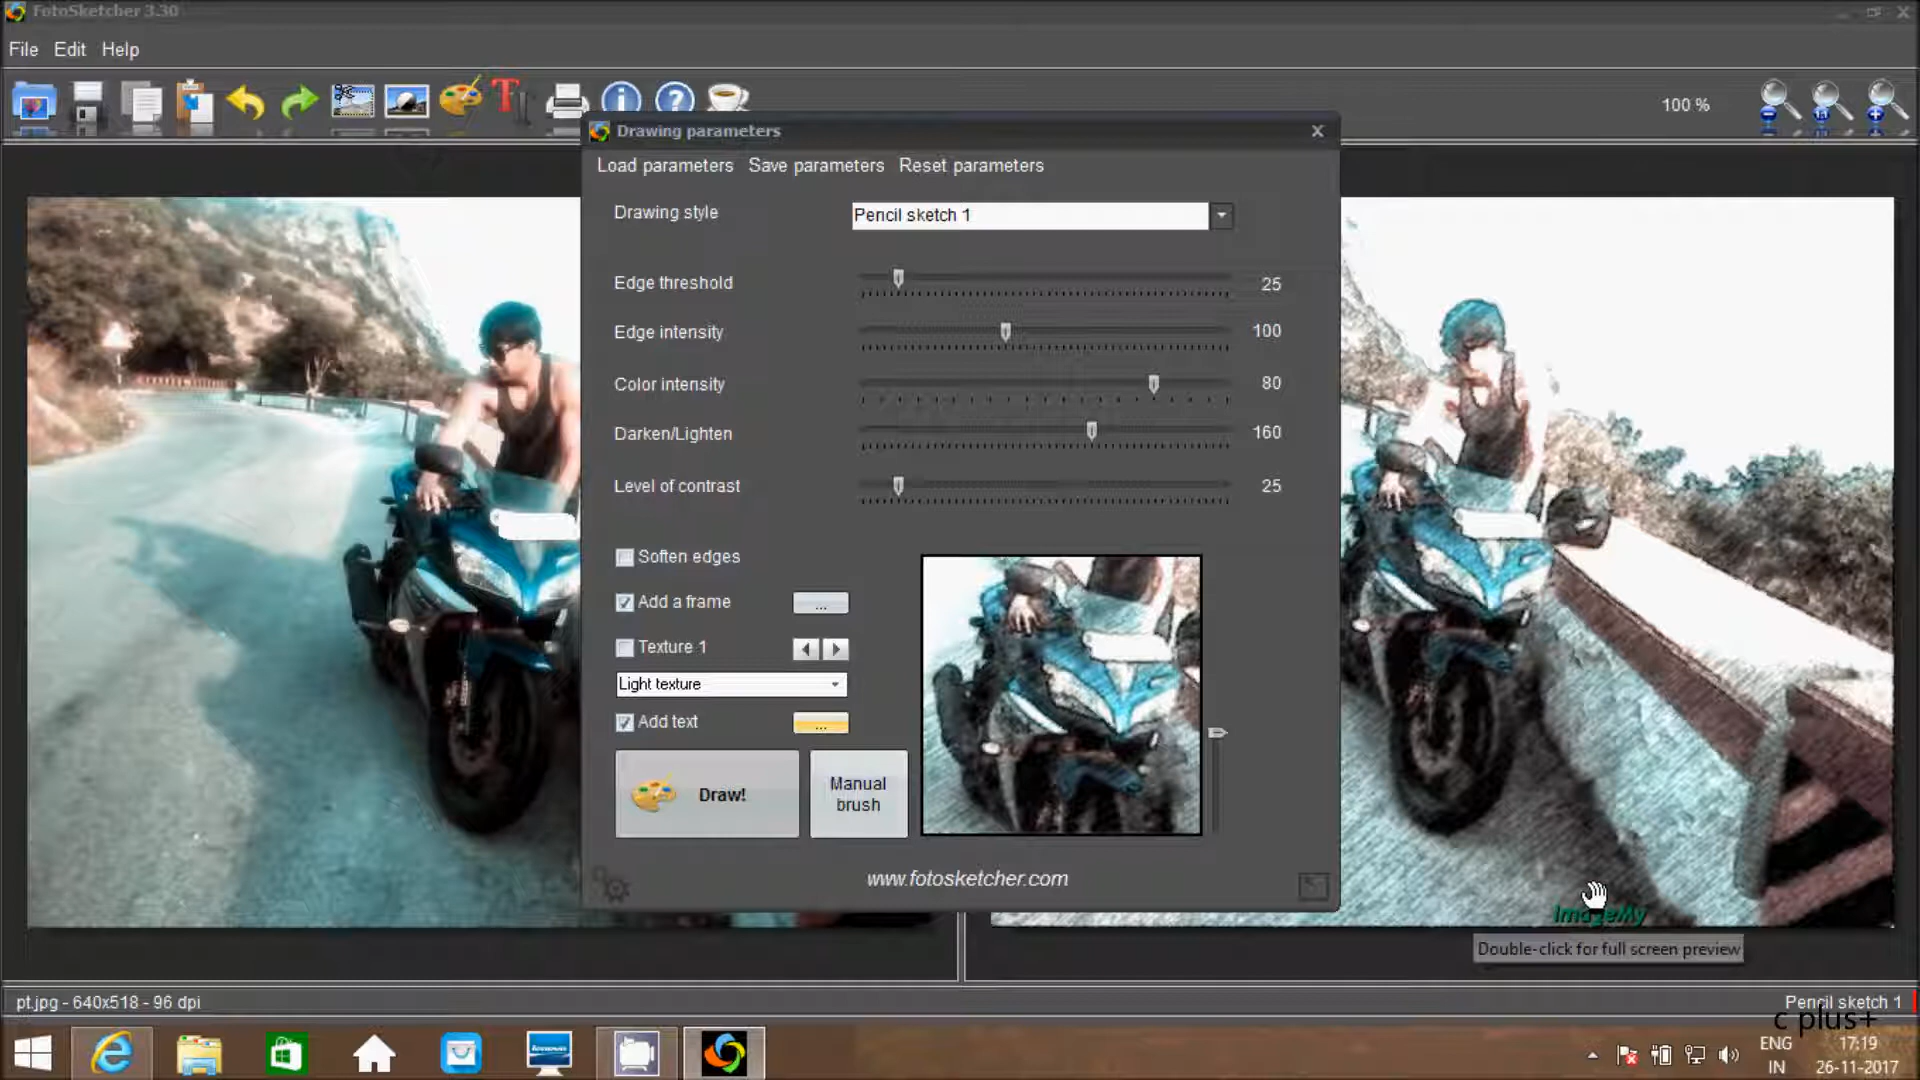 FotoSketcher 3.30
File Edit Help
100 %
Drawing parameters
Load parameters Save parameters Reset parameters
Drawing style
Pencil sketch 1
Edge threshold 25
Edge intensity 100
Color intensity 80
Darken/Lighten 160
Level of contrast 25
Soften edges
Add a frame ...
Texture 1
Light texture
Add text ...
Draw!
Manual
brush
www.fotosketcher.com
ImageMy
Double-click for full screen preview
pt.jpg - 640x518 - 96 dpi
Pencil sketch 1
c plus+
ENG
IN
17:19
26-11-2017